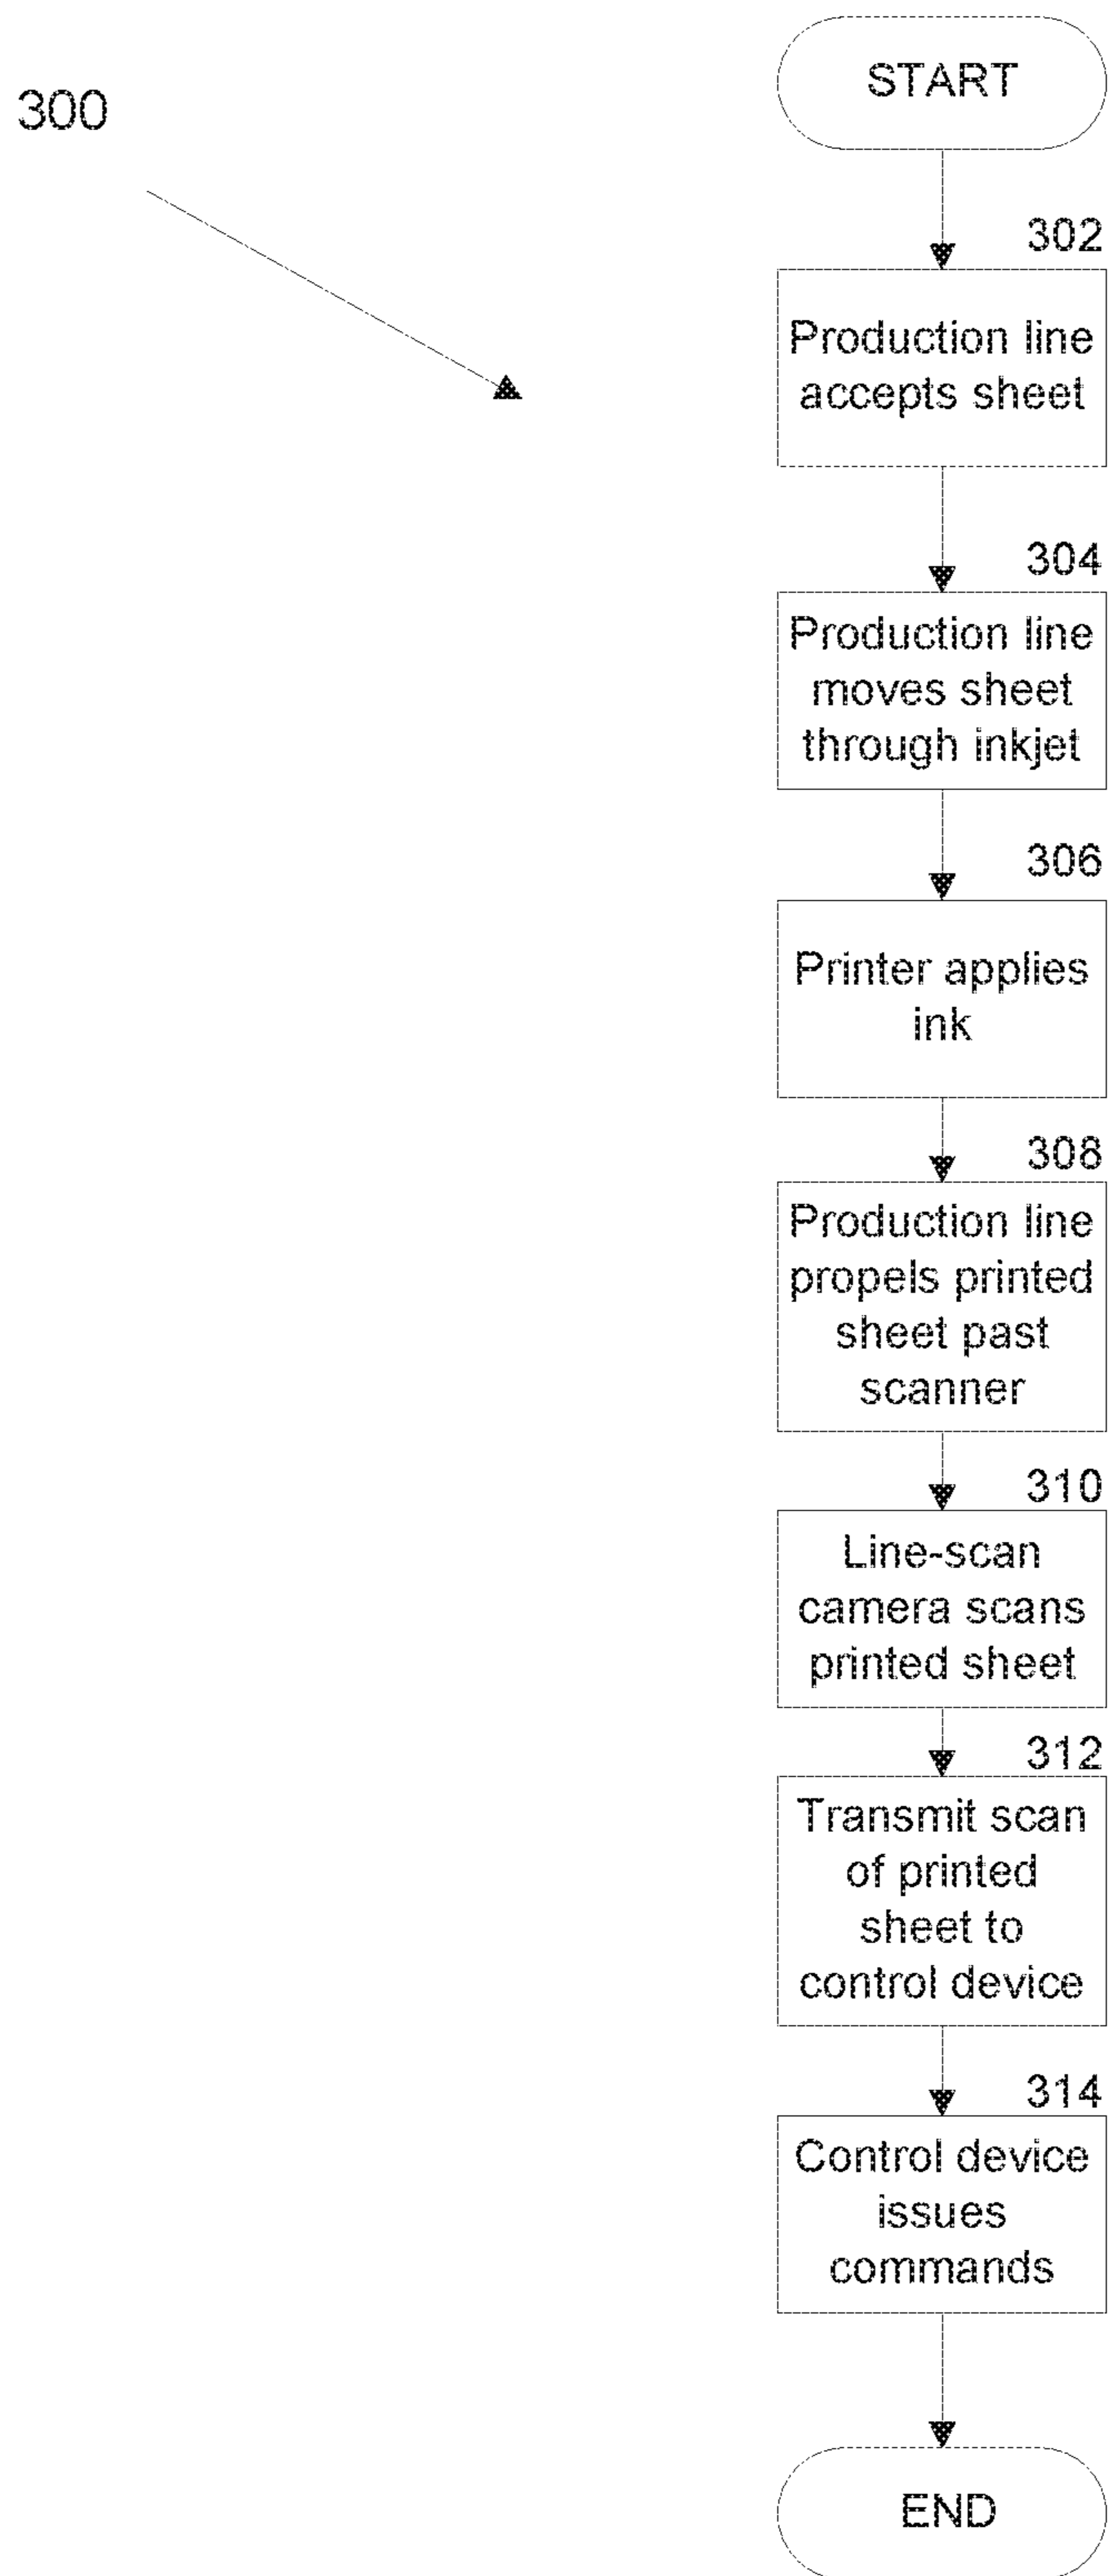 300
START
302
Production line
accepts sheet
304
Production line
moves sheet
through inkjet
306
Printer applies
ink
308
Production line
propels printed
sheet past
scanner
310
Line-scan
camera scans
printed sheet
312
Transmit scan
of printed
sheet to
control device
314
Control device
issues
commands
END